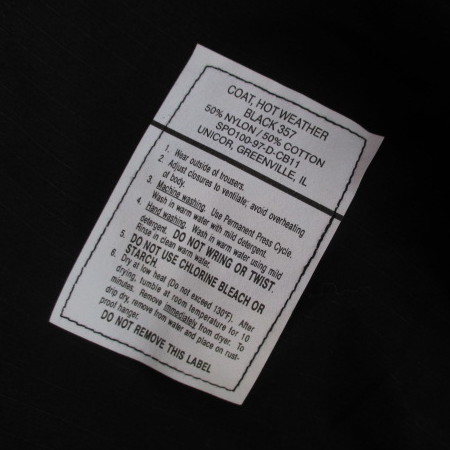 COAT, HOT WEATHER
BLACK 357
50% NYLON / 50% COTTON
SPO100-97-D-CB11
UNICOR, GREENVILLE, IL
1. Wear outside of trousers.
2. Adjust closures to ventilate; avoid overheating
of body.
3. Machine washing. Use Permanent Press Cycle.
Wash in warm water with mild detergent.
4. Hand washing. Wash in warm water using mild
detergent. DO NOT WRING OR TWIST.
Rinse in clean warm water.
5. DO NOT USE CHLORINE BLEACH OR
STARCH.
6. Dry at low heat (Do not exceed 130°F). After
drying, tumble at room temperature for 10
minutes. Remove immediately from dryer. To
drip dry, remove from water and place on rust-
proof hanger.
DO NOT REMOVE THIS LABEL